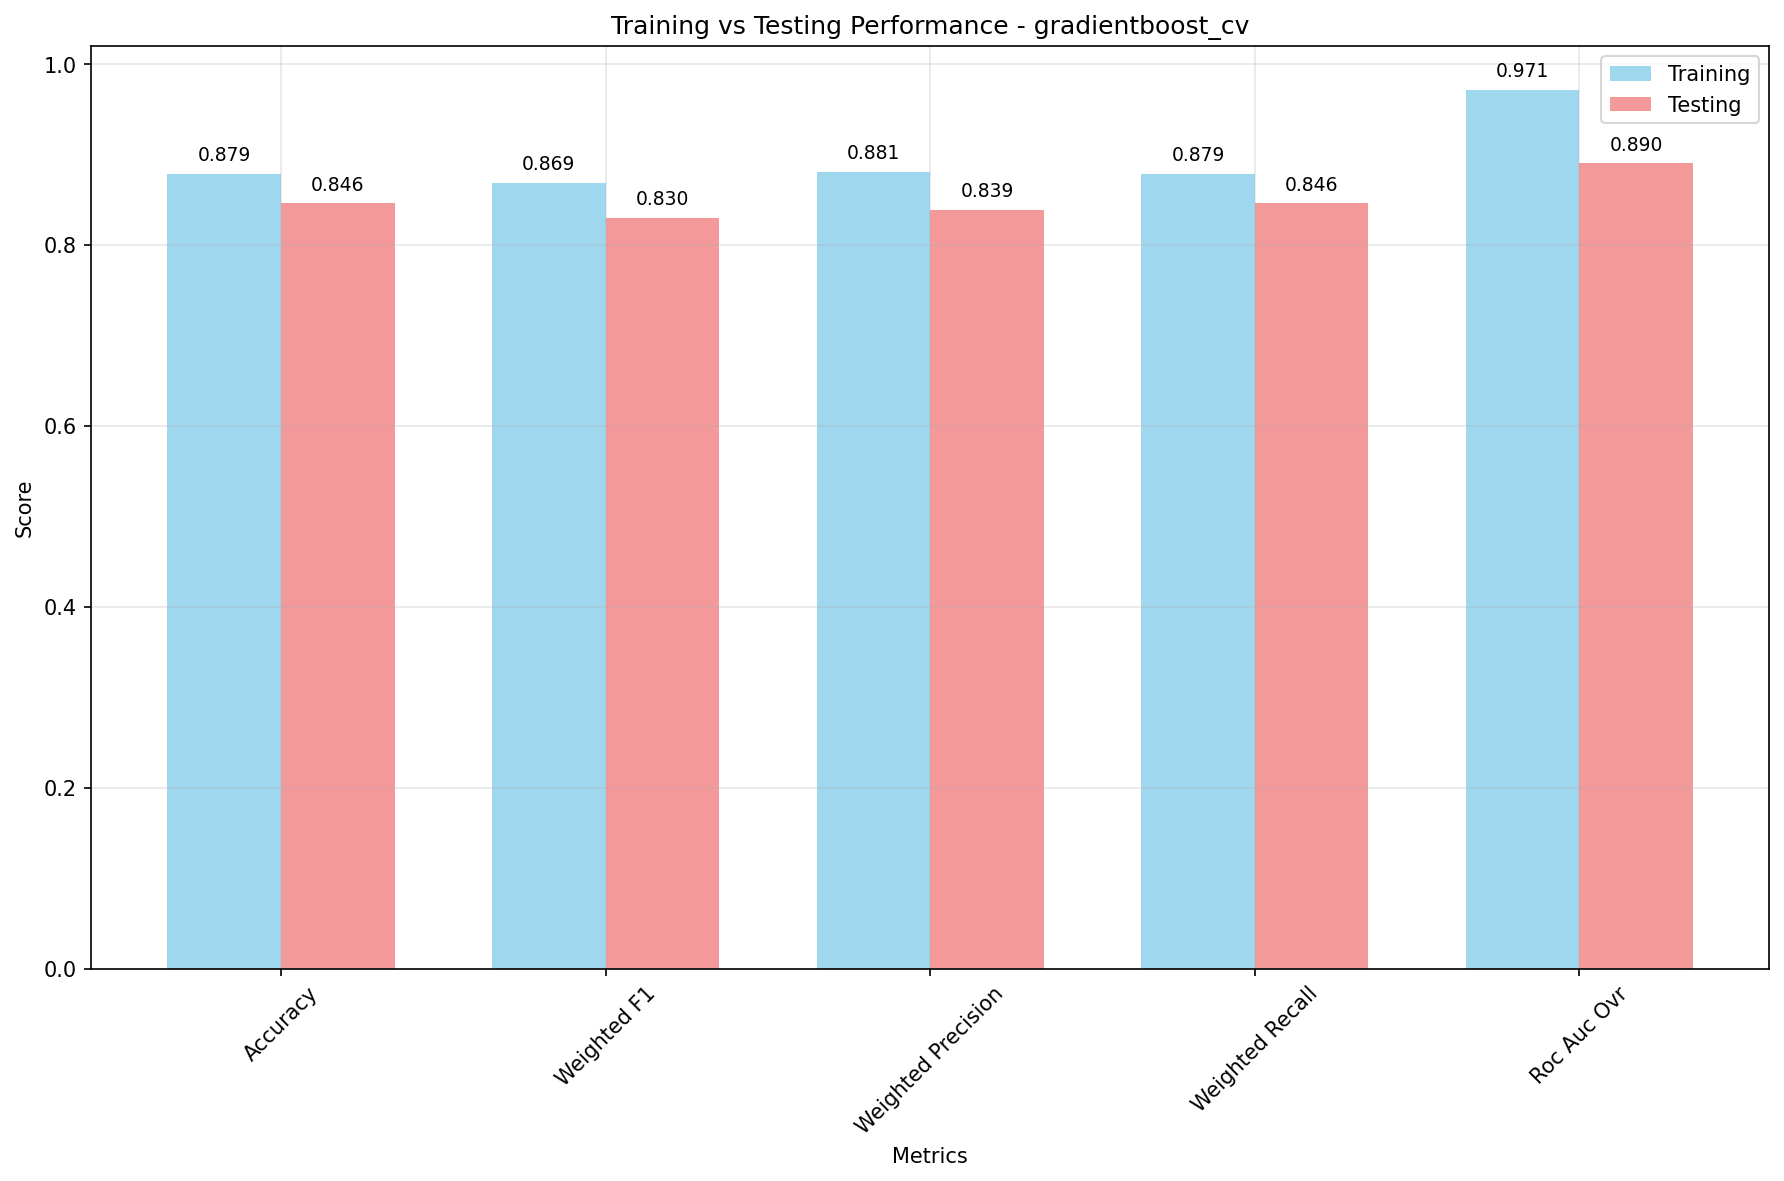 Training vs Testing Performance - gradientboost_cv
Training
Testing
1.0
0.8
0.6
0.4
0.2
0.0
Score
0.879
0.846
0.869
0.830
0.881
0.839
0.879
0.846
0.971
0.890
Accuracy
Weighted F1
Weighted Precision
Weighted Recall
Roc Auc Ovr
Metrics